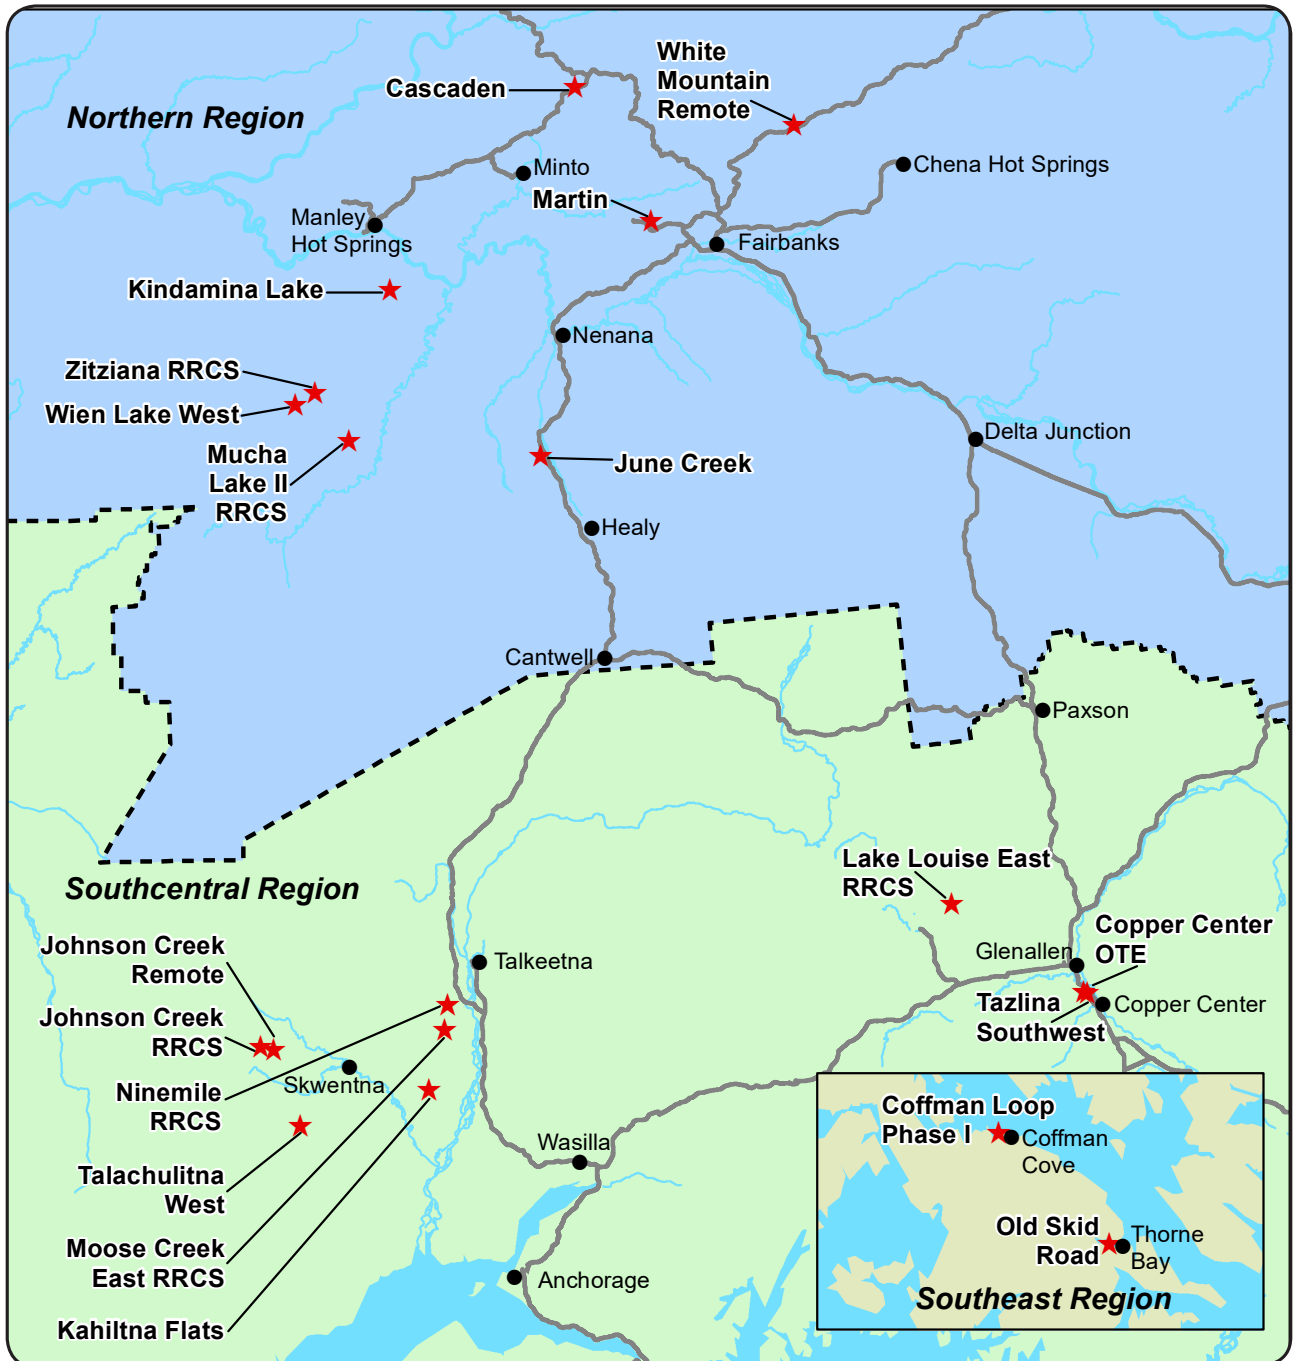 White
Mountain
Remote
Cascaden
Northern Region
Minto
Chena Hot Springs
Martin
Manley
Hot Springs
Fairbanks
Kindamina Lake
Nenana
Zitziana RRCS
Wien Lake West
Delta Junction
Mucha
Lake II
RRCS
June Creek
Healy
Cantwell
Paxson
Lake Louise East
RRCS
Southcentral Region
Copper Center
OTE
Johnson Creek
Remote
Glenallen
Talkeetna
Tazlina
Southwest
Copper Center
Johnson Creek
RRCS
Skwentna
Ninemile
RRCS
Coffman Loop
Phase I
Coffman
Cove
Wasilla
Talachulitna
West
Old Skid
Road
Thorne
Bay
Moose Creek
East RRCS
Anchorage
Southeast Region
Kahiltna Flats